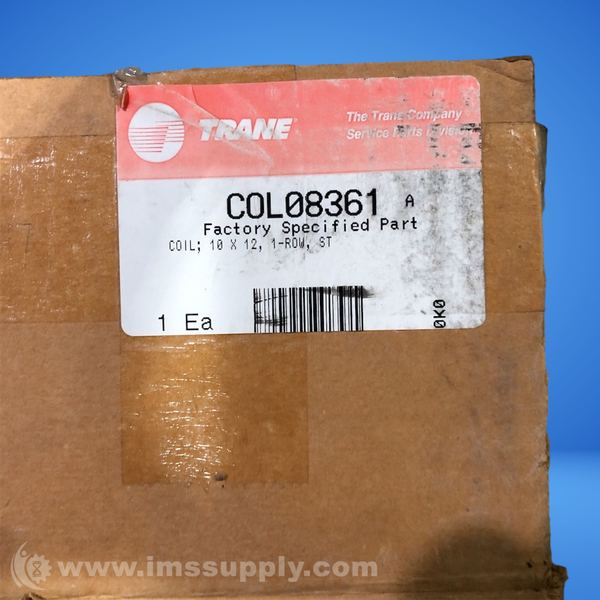 TRANE
The Trane Company
Service Parts Division
COL08361 A
Factory Specified Part
COIL; 10 X 12, 1-ROW, ST
1 Ea
0K0
www.imssupply.com